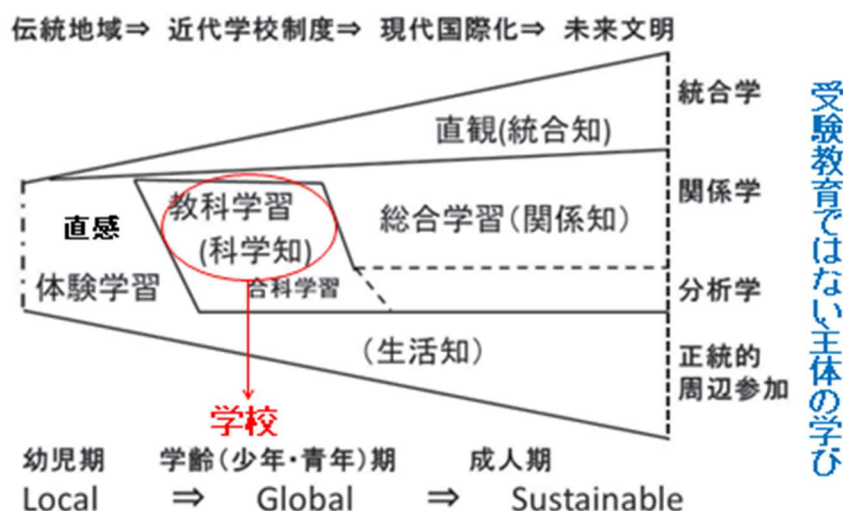 伝統地域⇒ 近代学校制度⇒ 現代国際化⇒ 未来文明
統合学
直観(統合知)
関係学
教科学習
(科学知)
総合学習(関係知)
直感
体験学習
合科学習
分析学
(生活知)
正統的
周辺参加
学校
幼児期 学齢(少年・青年)期 成人期
Local ⇒ Global ⇒ Sustainable
受験教育ではない主体の学び